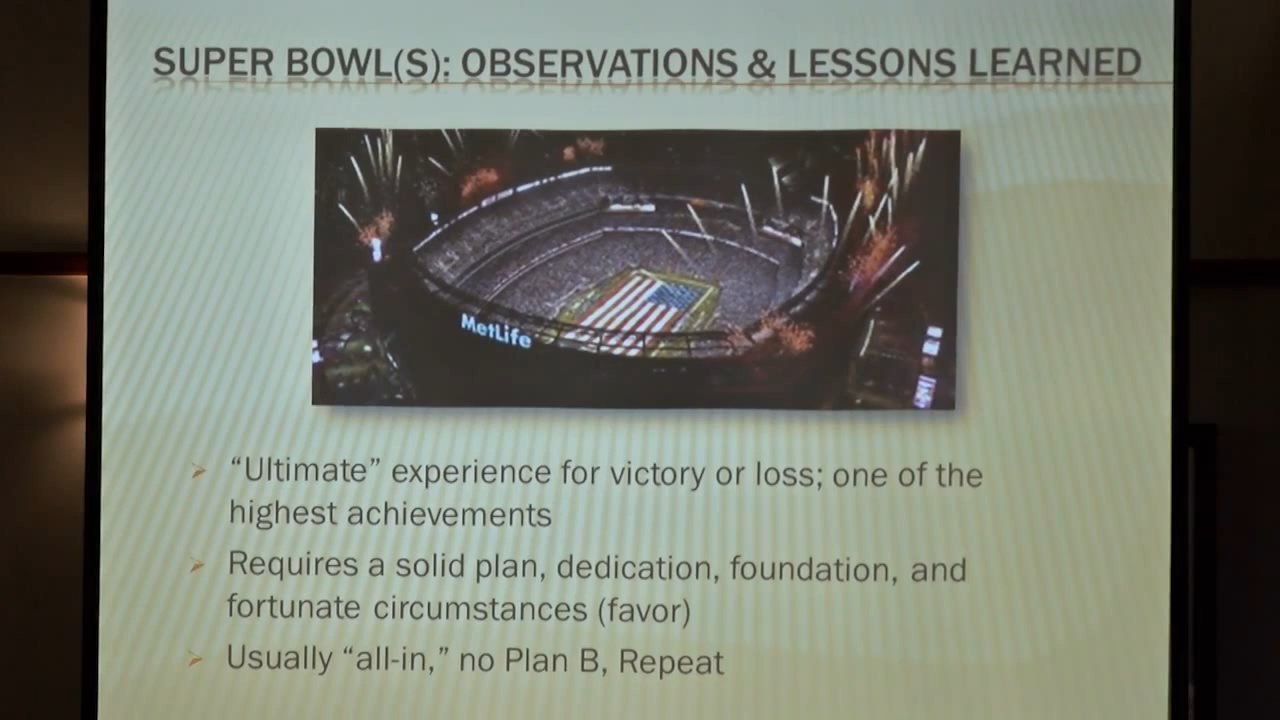 SUPER BOWL(S): OBSERVATIONS & LESSONS LEARNED
MetLife
“Ultimate” experience for victory or loss; one of the
highest achievements
Requires a solid plan, dedication, foundation, and
fortunate circumstances (favor)
Usually “all-in,” no Plan B, Repeat